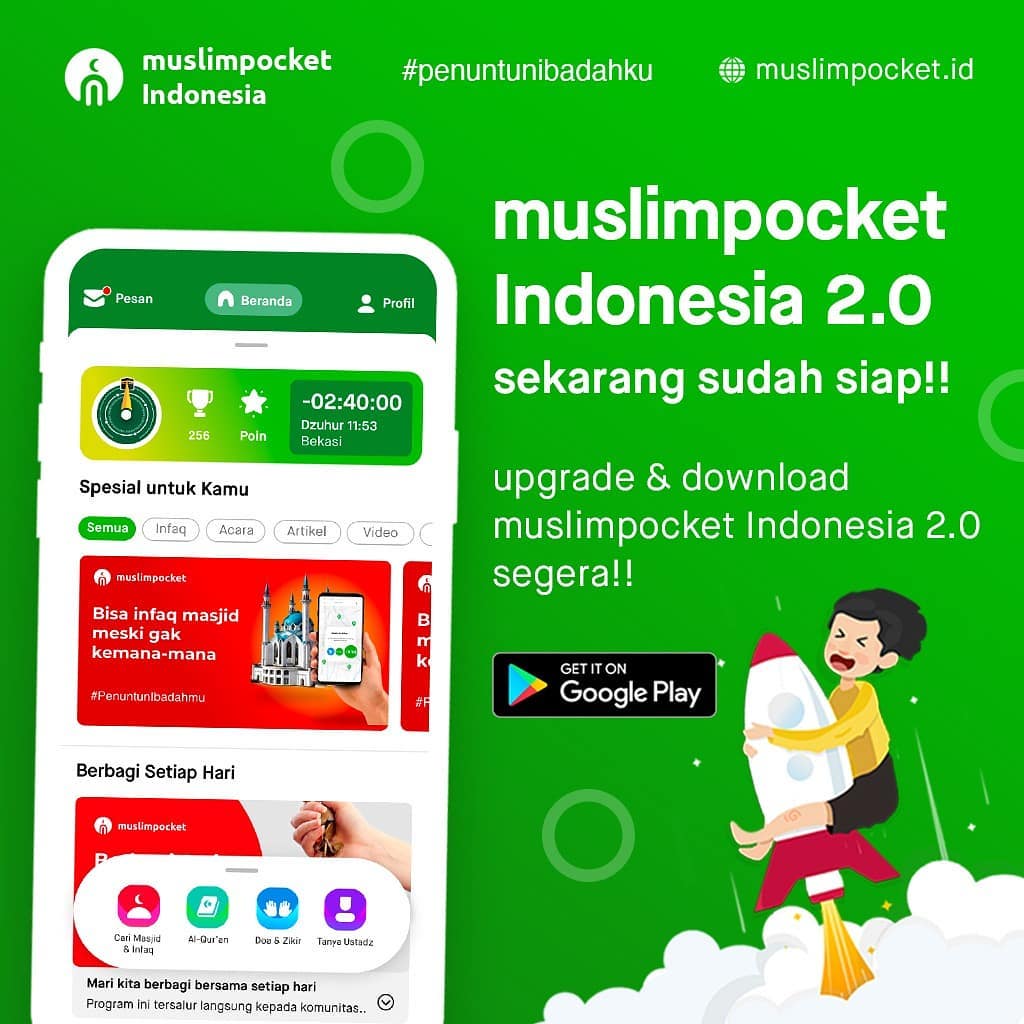 muslimpocket
Indonesia
#penuntunibadahku
muslimpocket.id
muslimpocket
Indonesia 2.0
sekarang sudah siap!!
upgrade & download
muslimpocket Indonesia 2.0
segera!!
GET IT ON
Google Play
Pesan
Beranda
Profil
256
Poin
-02:40:00
Dzuhur 11:53
Bekasi
Spesial untuk Kamu
Semua
Infaq
Acara
Artikel
Video
muslimpocket
Bisa infaq masjid
meski gak
kemana-mana
#PenuntunIbadahmu
Berbagi Setiap Hari
muslimpocket
Cari Masjid
& Infaq
Al-Qur'an
Doa & Zikir
Tanya Ustadz
Mari kita berbagi bersama setiap hari
Program ini tersalur langsung kepada komunitas..